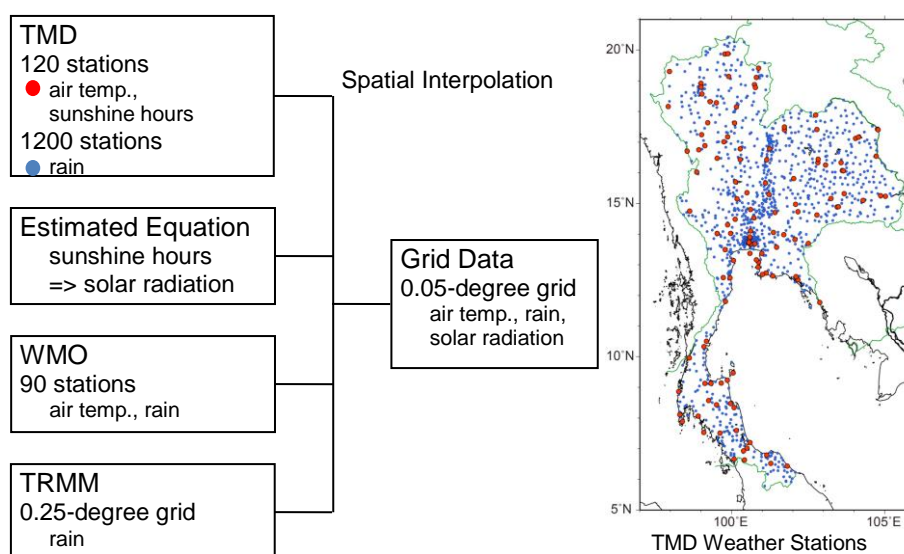 TMD
120 stations
air temp.,
sunshine hours
1200 stations
rain
Estimated Equation
sunshine hours
=> solar radiation
WMO
90 stations
air temp., rain
TRMM
0.25-degree grid
rain
Spatial Interpolation
Grid Data
0.05-degree grid
air temp., rain,
solar radiation
20°N
15°N
10°N
5°N
100°E
105°E
TMD Weather Stations